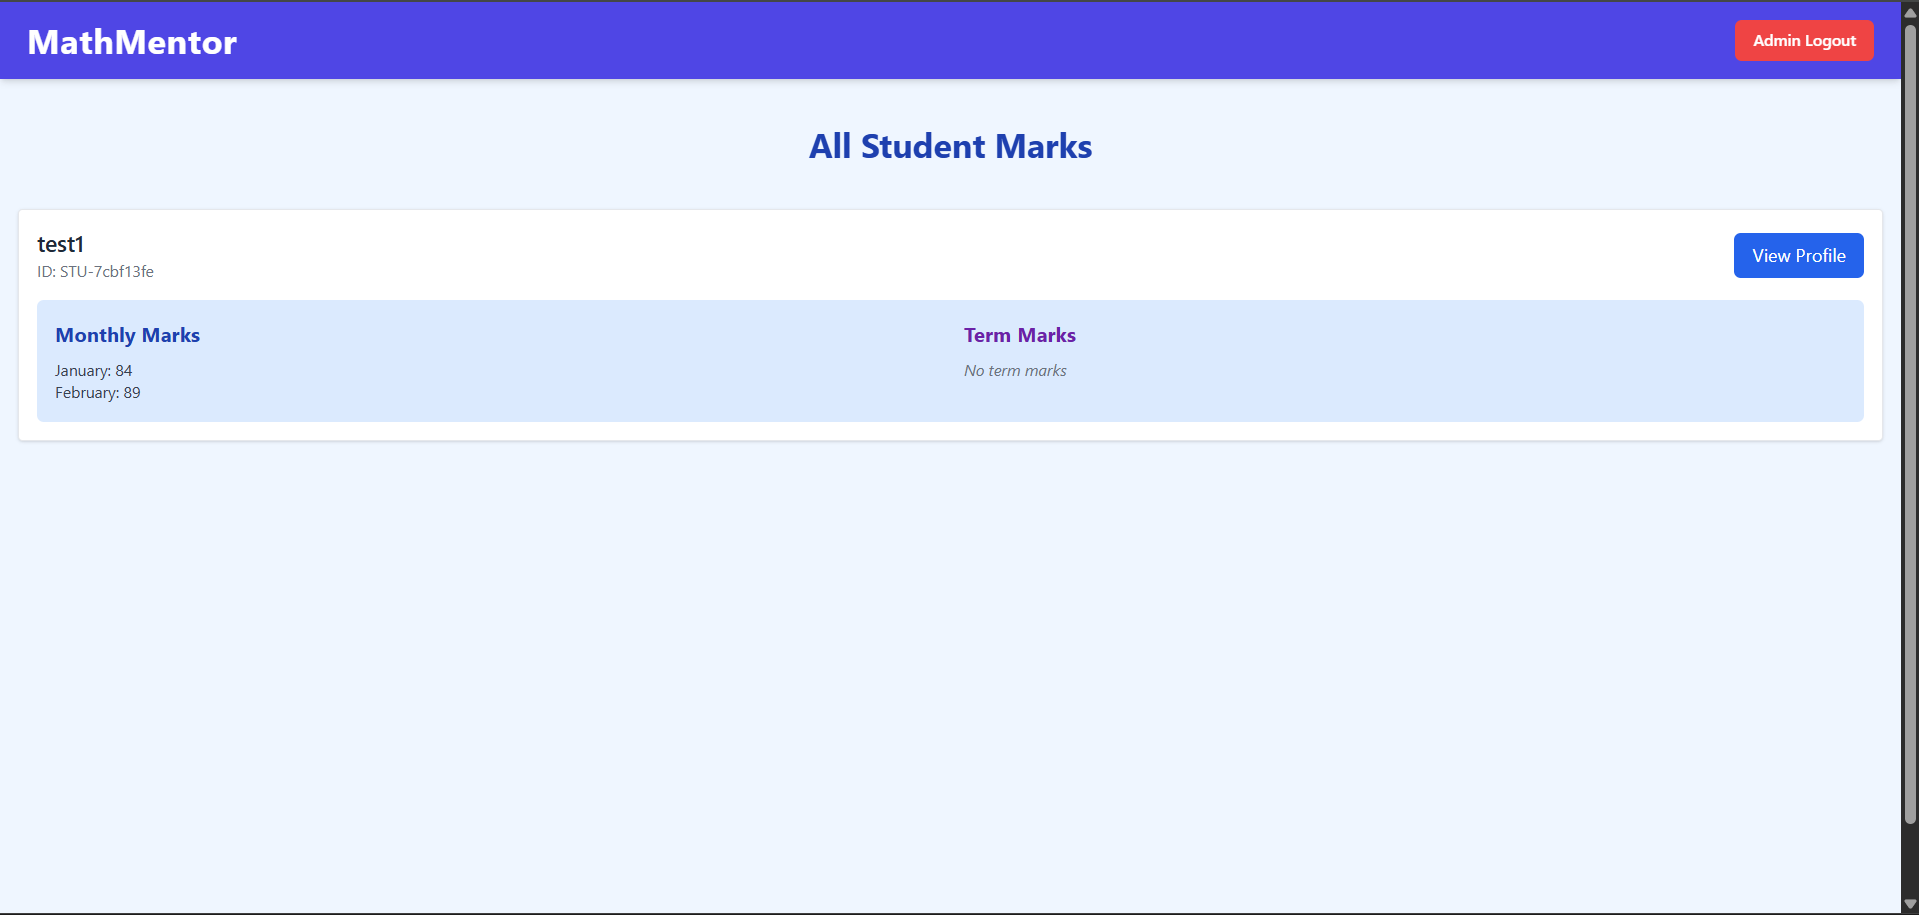 MathMentor
Admin Logout
All Student Marks
test1
ID: STU-7cbf13fe
View Profile
Monthly Marks
January: 84
February: 89
Term Marks
No term marks